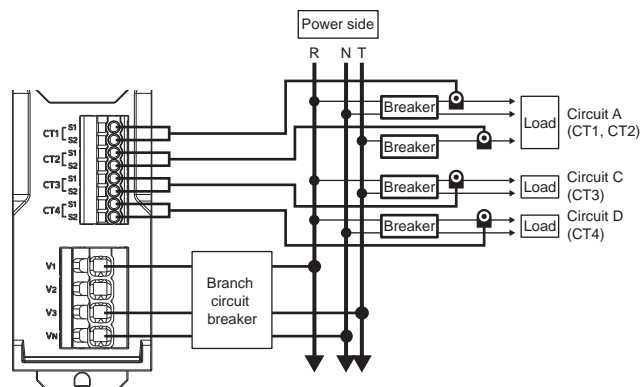 Power side
R N T
Breaker
Load
Circuit A
(CT1, CT2)
Breaker
Breaker
Load
Circuit C
(CT3)
Breaker
Load
Circuit D
(CT4)
CT1 S1
S2
CT2 S1
S2
CT3 S1
S2
CT4 S1
S2
V1
V2
V3
VN
Branch
circuit
breaker